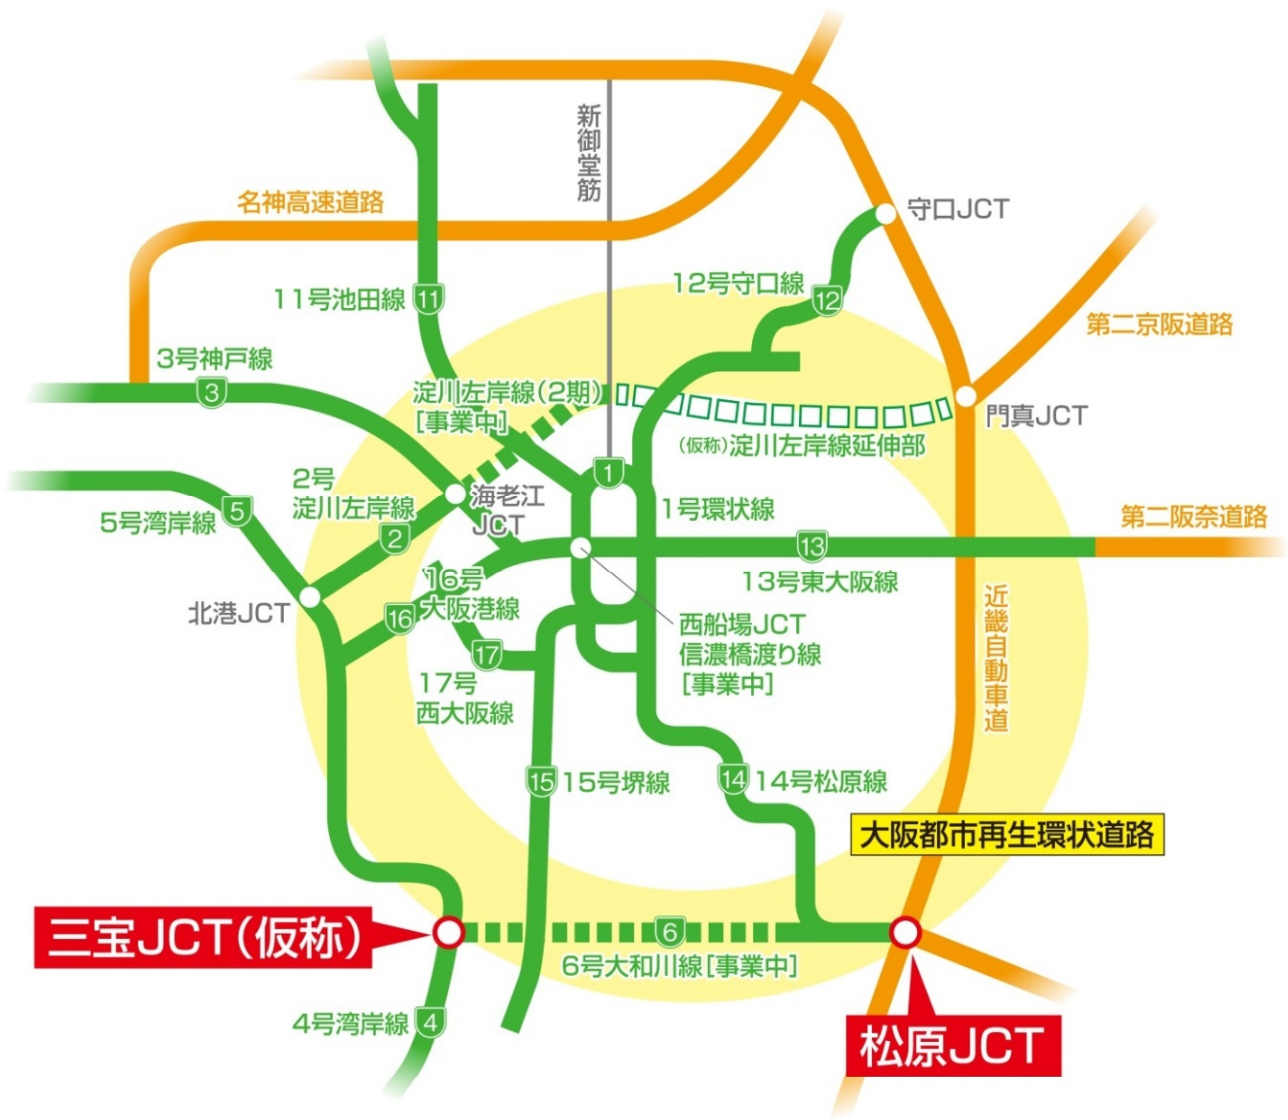 新御堂筋
名神高速道路
守口JCT
12号守口線
12
11号池田線
11
第二京阪道路
3号神戸線
3
淀川左岸線(2期)
[事業中]
門真JCT
(仮称)淀川左岸線延伸部
1
2号
淀川左岸線
2
海老江
JCT
1号環状線
5号湾岸線
5
第二阪奈道路
13
13号東大阪線
16号
大阪港線
16
北港JCT
近畿自動車道
西船場JCT
信濃橋渡り線
[事業中]
17
17号
西大阪線
15
15号堺線
14
14号松原線
大阪都市再生環状道路
三宝JCT(仮称)
6
6号大和川線[事業中]
4号湾岸線
4
松原JCT